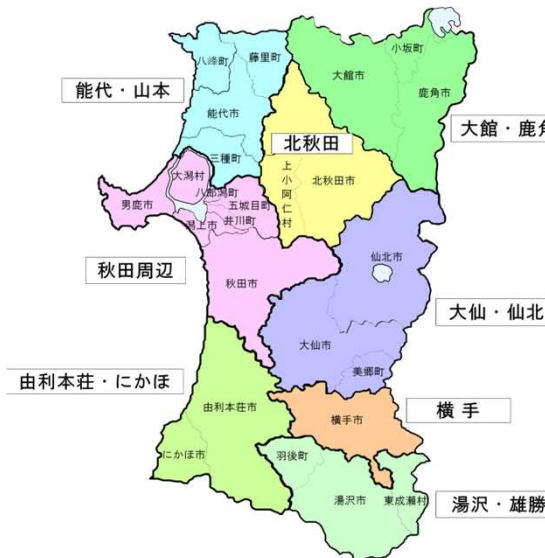 八峰町
藤里町
小坂町
大館市
鹿角市
能代・山本
能代市
大館・鹿角
北秋田
三種町
大潟村
上小阿仁村
北秋田市
八郎潟町
男鹿市
五城目町
井川町
潟上市
仙北市
秋田周辺
秋田市
大仙・仙北
大仙市
美郷町
由利本荘・にかほ
由利本荘市
横手市
横 手
にかほ市
羽後町
湯沢市
東成瀬村
湯沢・雄勝